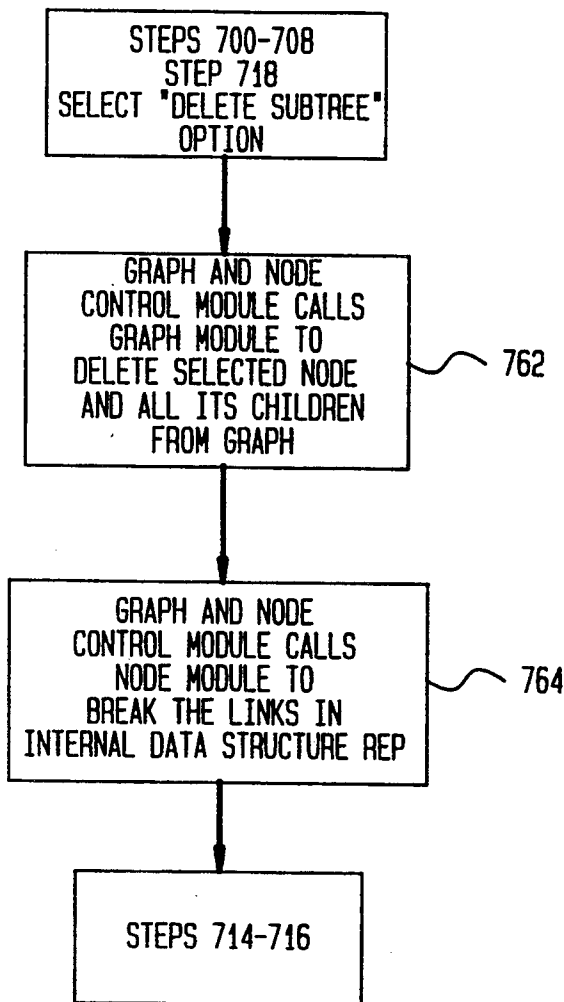 STEPS 700-708
STEP 718
SELECT "DELETE SUBTREE"
OPTION
GRAPH AND NODE
CONTROL MODULE CALLS
GRAPH MODULE TO
DELETE SELECTED NODE
AND ALL ITS CHILDREN
FROM GRAPH
762
GRAPH AND NODE
CONTROL MODULE CALLS
NODE MODULE TO
BREAK THE LINKS IN
INTERNAL DATA STRUCTURE REP
764
STEPS 714-716